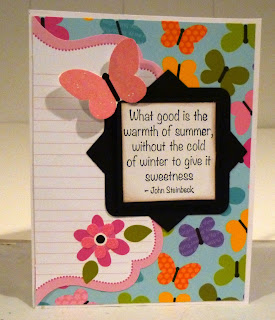 What good is the
warmth of summer,
without the cold
of winter to give it
sweetness
~ John Steinbeck